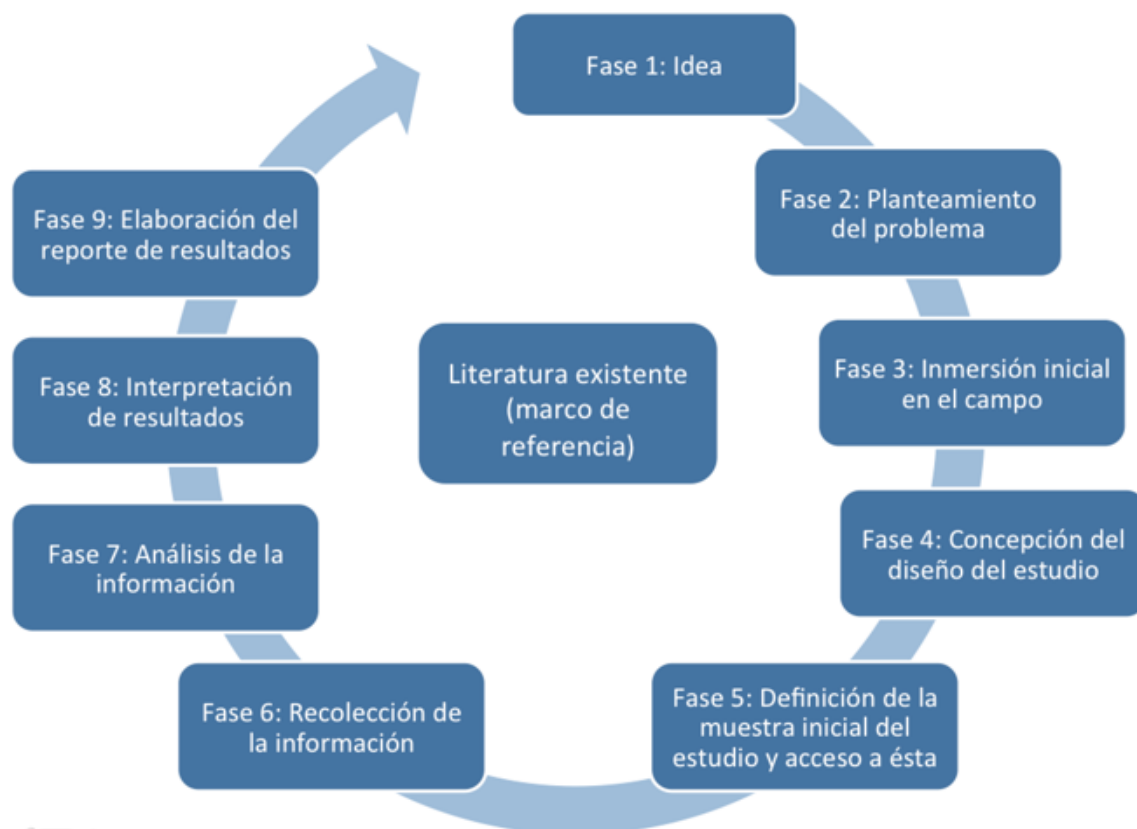 Fase 1: Idea
Fase 2: Planteamiento
del problema
Fase 3: Inmersión inicial
en el campo
Fase 4: Concepción del
diseño del estudio
Fase 5: Definición de la
muestra inicial del
estudio y acceso a ésta
Fase 6: Recolección de
la información
Fase 7: Análisis de la
información
Fase 8: Interpretación
de resultados
Fase 9: Elaboración del
reporte de resultados
Literatura existente
(marco de
referencia)